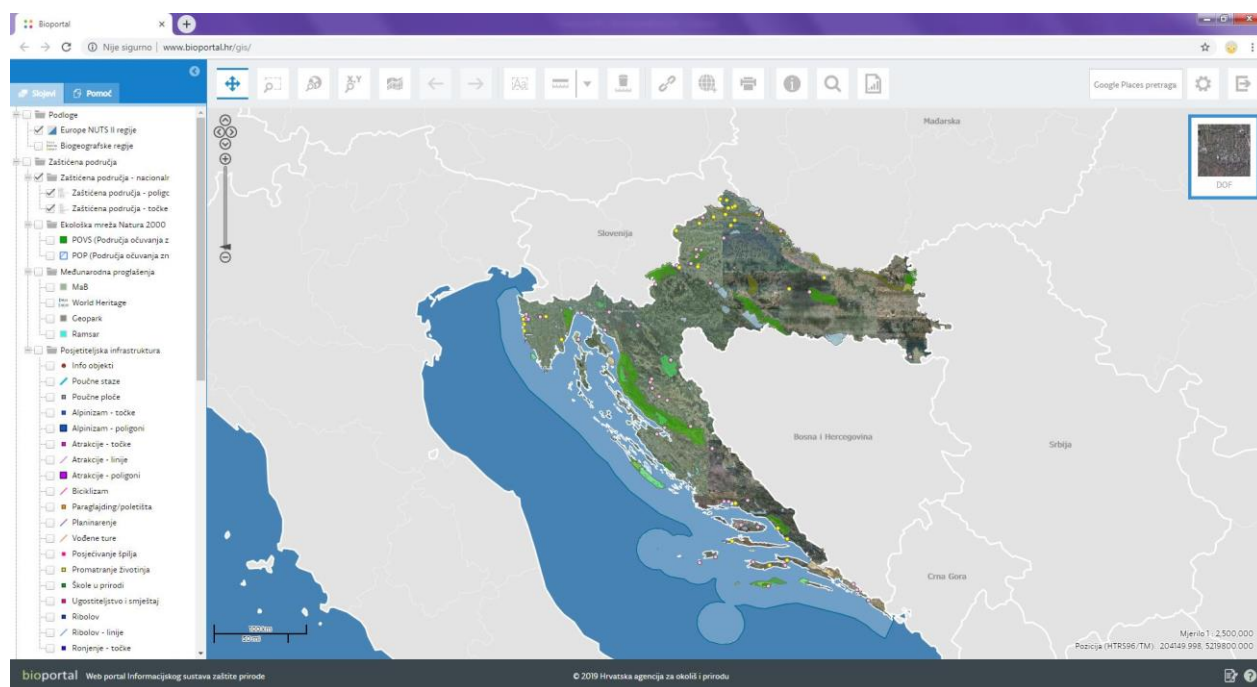 Bioportal
Nije sigurno | www.bioportal.hr/gis/
Slojevi
Pomoć
X,Y
Google Places pretraga
Podloge
Europe NUTS II regije
Biogeografske regije
Zaštićena područja
Zaštićena područja - nacionalr
Zaštićena područja - poligc
Zaštićena područja - točke
Ekološka mreža Natura 2000
POVS (Područja očuvanja z
POP (Područja očuvanja zn
Međunarodna proglašenja
MaB
World Heritage
Geopark
Ramsar
Posjetiteljska infrastruktura
Info objekti
Poučne staze
Poučne ploče
Alpinizam - točke
Alpinizam - poligoni
Atrakcije - točke
Atrakcije - linije
Atrakcije - poligoni
Biciklizam
Paraglajding/poletišta
Planinarenje
Vođene ture
Posjećivanje špilja
Promatranje životinja
Škole u prirodi
Ugostiteljstvo i smještaj
Ribolov
Ribolov - linije
Ronjenje - točke
Mađarska
DOF
Slovenija
Bosna i Hercegovina
Srbija
Crna Gora
100 km
50 mi
Mjerilo 1 : 2,500,000
Pozicija (HTRS96/TM) : 204149.998, 5219800.000
bioportal Web portal Informacijskog sustava zaštite prirode
© 2019 Hrvatska agencija za okoliš i prirodu